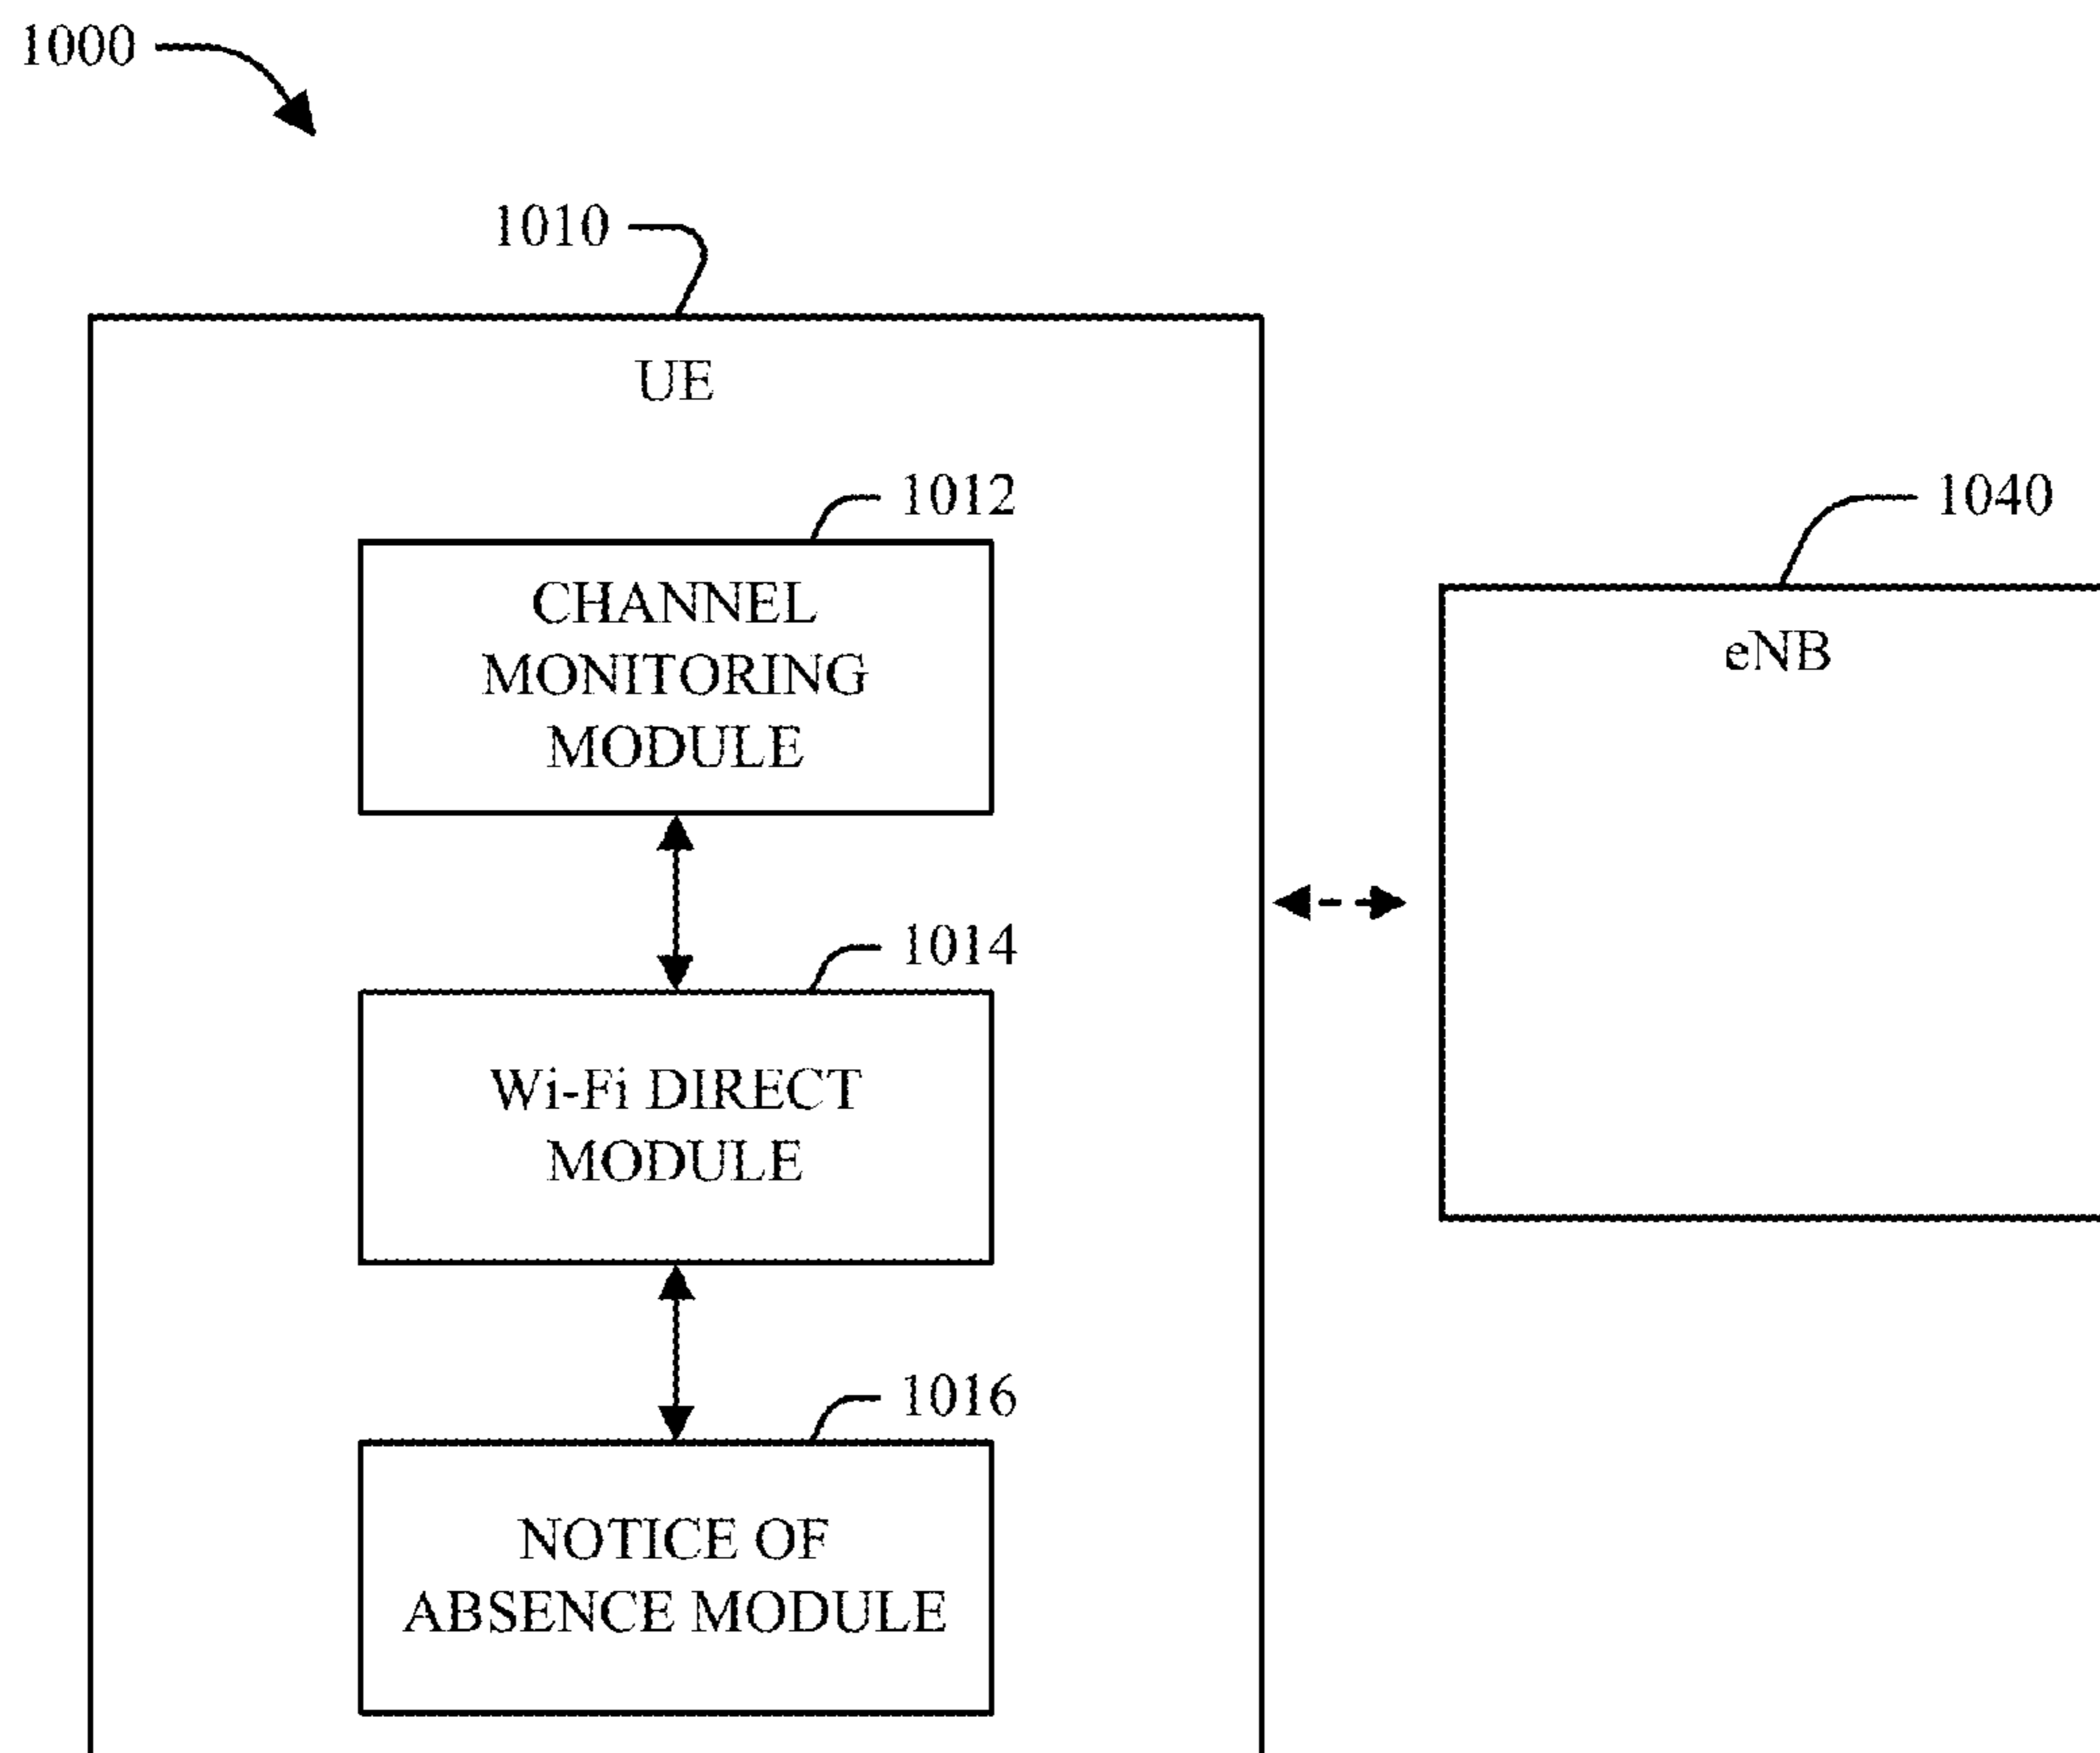 1000
1010
UE
1012
CHANNEL
MONITORING
MODULE
1040
eNB
1014
Wi-Fi DIRECT
MODULE
1016
NOTICE OF
ABSENCE MODULE